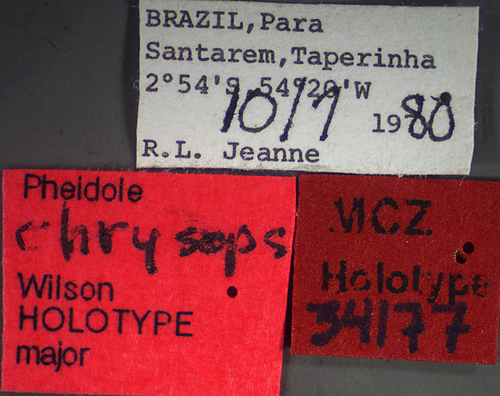 BRAZIL,Para
Santarem,Taperinha
2°54'S 54°20'W
10/7 1980
R.L. Jeanne
Pheidole
chrysops
Wilson
HOLOTYPE
major
M.C.Z.
Holotype
34177